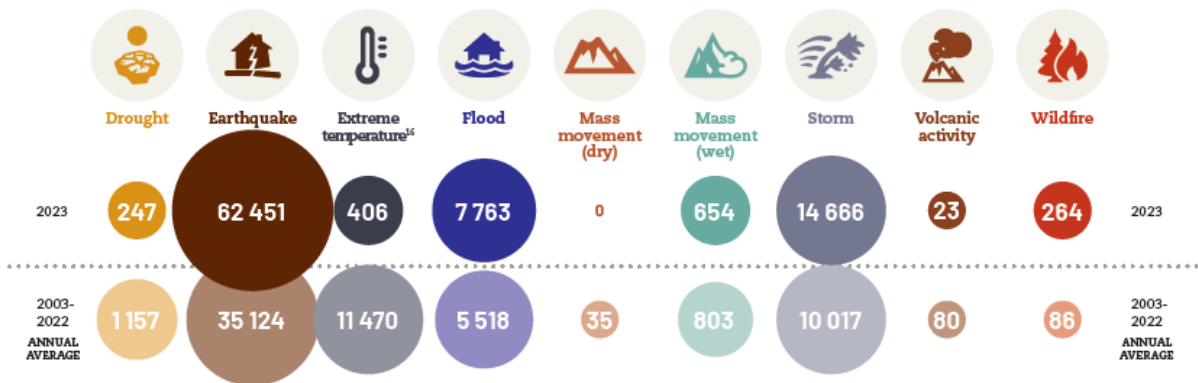 Drought
Earthquake
Extreme
temperature16
Flood
Mass
movement
(dry)
Mass
movement
(wet)
Storm
Volcanic
activity
Wildfire
2023
247
62 451
406
7 763
0
654
14 666
23
264
2023
2003-
2022
ANNUAL
AVERAGE
1 157
35 124
11 470
5 518
35
803
10 017
80
86
2003-
2022
ANNUAL
AVERAGE